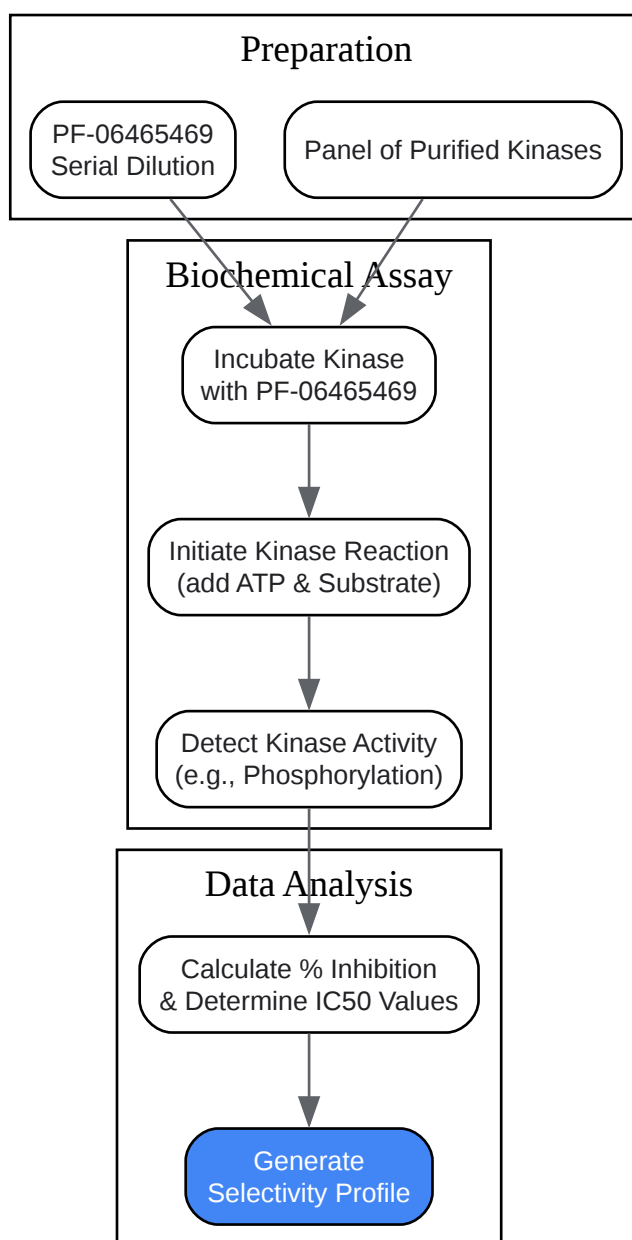 Preparation
PF-06465469
Serial Dilution
Panel of Purified Kinases
Biochemical Assay
Incubate Kinase
with PF-06465469
Initiate Kinase Reaction
(add ATP & Substrate)
Detect Kinase Activity
(e.g., Phosphorylation)
Data Analysis
Calculate % Inhibition
& Determine IC50 Values
Generate
Selectivity Profile